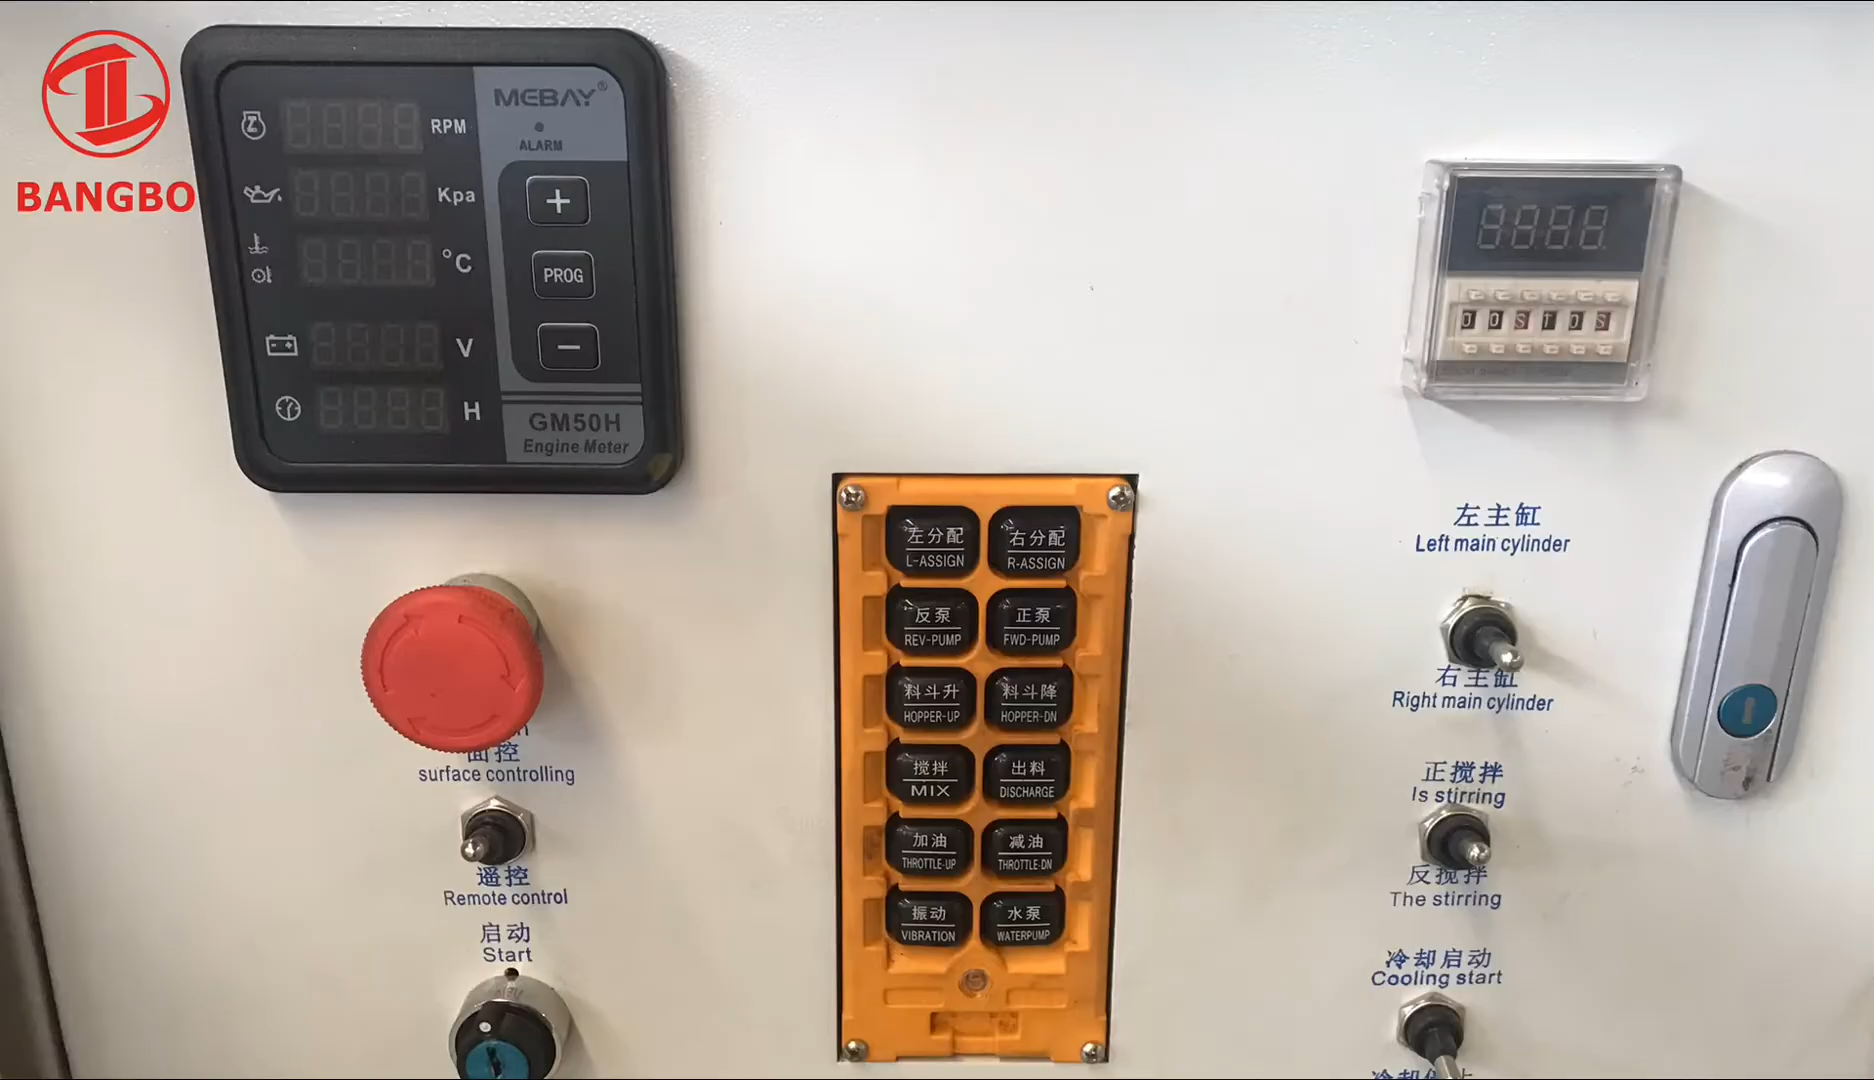 BANGBO
MEBAY®
RPM
ALARM
Kpa
+
°C
PROG
V
−
H
GM50H
Engine Meter
左分配
L-ASSIGN
右分配
R-ASSIGN
反泵
REV-PUMP
正泵
FWD-PUMP
料斗升
HOPPER-UP
料斗降
HOPPER-DN
搅拌
MIX
出料
DISCHARGE
加油
THROTTLE-UP
减油
THROTTLE-DN
振动
VIBRATION
水泵
WATERPUMP
面控
surface controlling
遥控
Remote control
启动
Start
左主缸
Left main cylinder
右主缸
Right main cylinder
正搅拌
Is stirring
反搅拌
The stirring
冷却启动
Cooling start